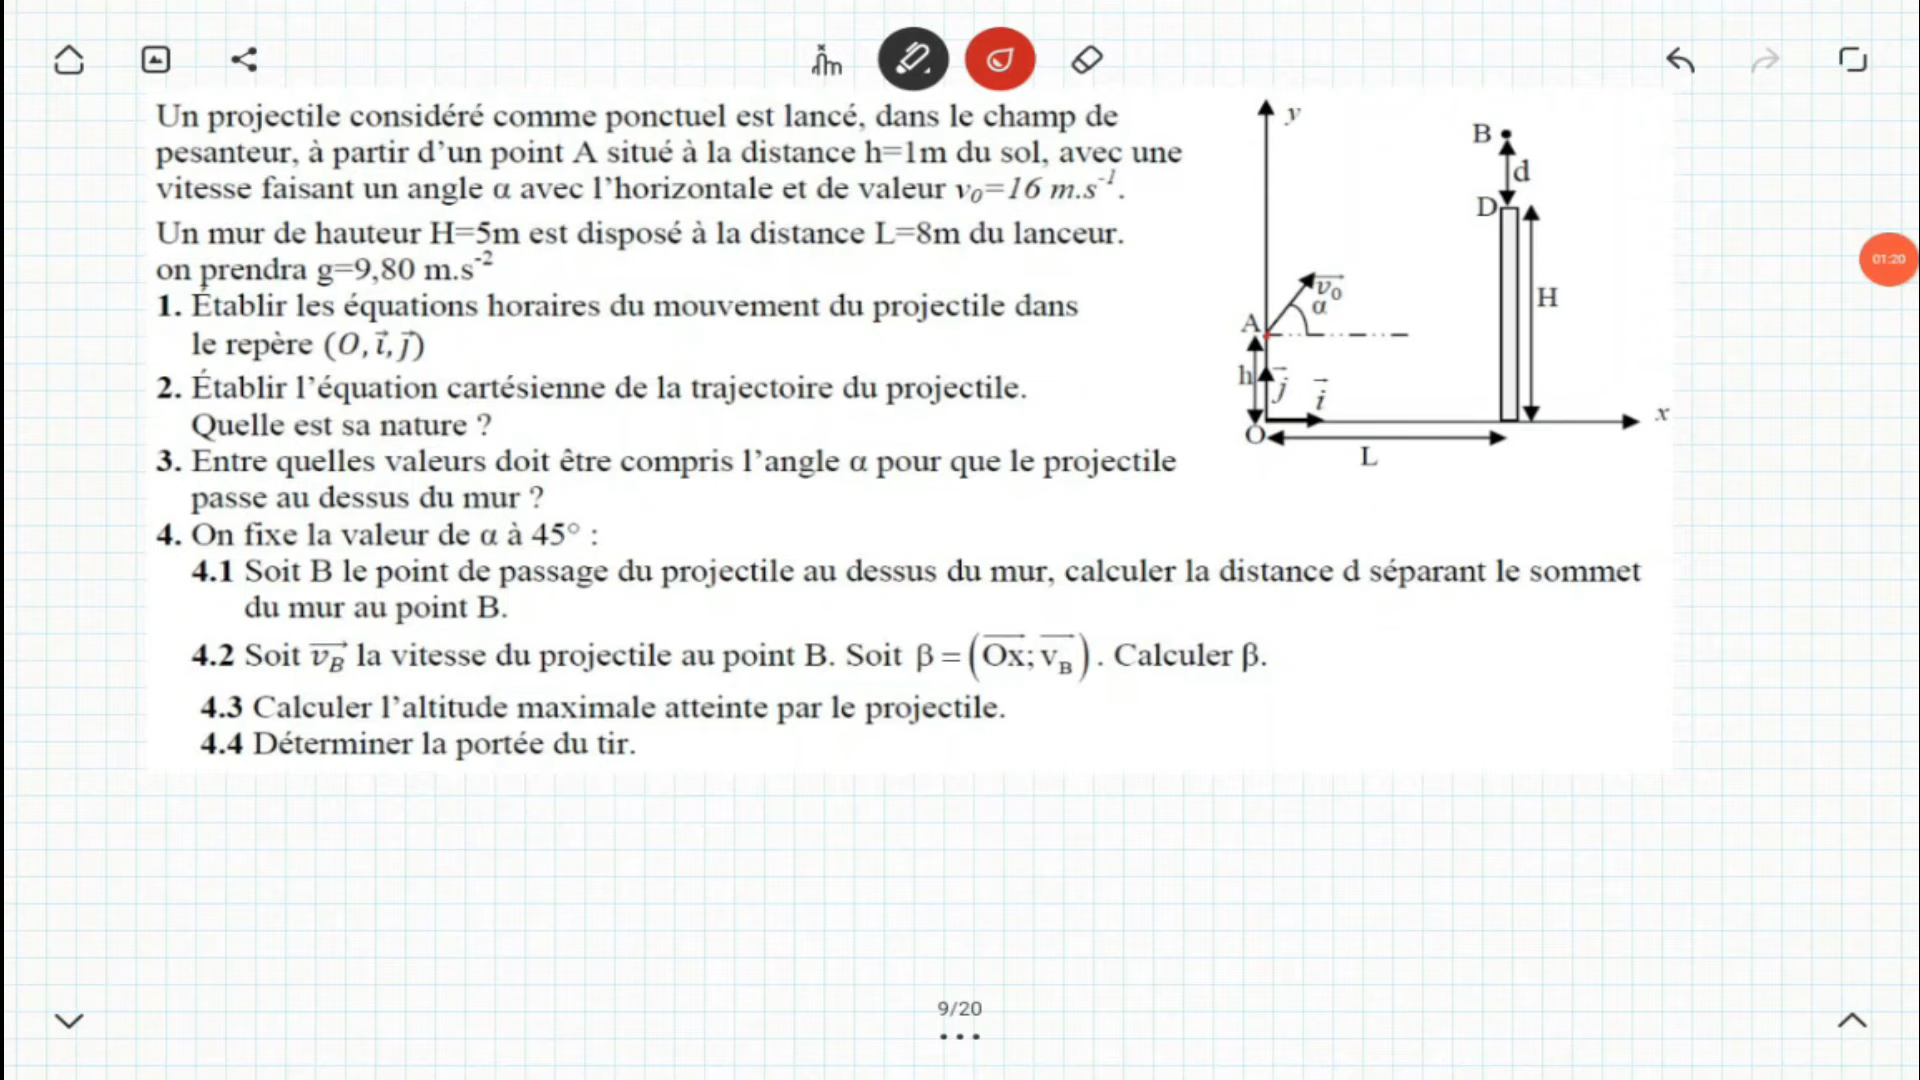 Un projectile considéré comme ponctuel est lancé, dans le champ de
pesanteur, à partir d'un point A situé à la distance h=1m du sol, avec une
vitesse faisant un angle α avec l'horizontale et de valeur v₀=16 m.s⁻¹.
Un mur de hauteur H=5m est disposé à la distance L=8m du lanceur.
on prendra g=9,80 m.s⁻²
1. Établir les équations horaires du mouvement du projectile dans
le repère (O, i⃗, j⃗)
2. Établir l'équation cartésienne de la trajectoire du projectile.
Quelle est sa nature ?
3. Entre quelles valeurs doit être compris l'angle α pour que le projectile
passe au dessus du mur ?
4. On fixe la valeur de α à 45° :
4.1 Soit B le point de passage du projectile au dessus du mur, calculer la distance d séparant le sommet
du mur au point B.
4.2 Soit v_B⃗ la vitesse du projectile au point B. Soit β = (Ox⃗; v_B⃗). Calculer β.
4.3 Calculer l'altitude maximale atteinte par le projectile.
4.4 Déterminer la portée du tir.
y
B
d
D
v₀⃗
α
H
A
h
j⃗
i⃗
x
O
L
01:20
9/20